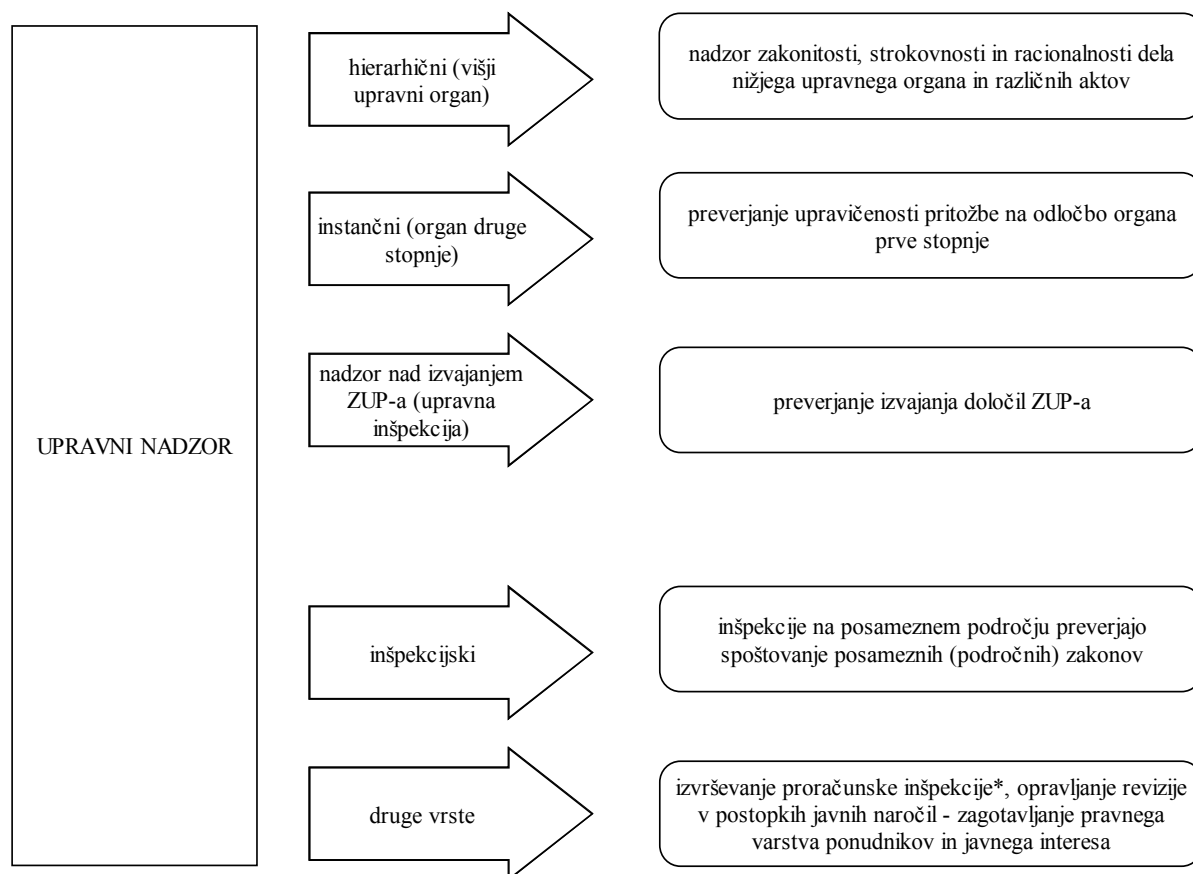 UPRAVNI NADZOR
hierarhični (višji
upravni organ)
nadzor zakonitosti, strokovnosti in racionalnosti dela
nižjega upravnega organa in različnih aktov
instančni (organ druge
stopnje)
preverjanje upravičenosti pritožbe na odločbo organa
prve stopnje
nadzor nad izvajanjem
ZUP-a (upravna
inšpekcija)
preverjanje izvajanja določil ZUP-a
inšpekcijski
inšpekcije na posameznem področju preverjajo
spoštovanje posameznih (področnih) zakonov
druge vrste
izvrševanje proračunske inšpekcije*, opravljanje revizije
v postopkih javnih naročil - zagotavljanje pravnega
varstva ponudnikov in javnega interesa